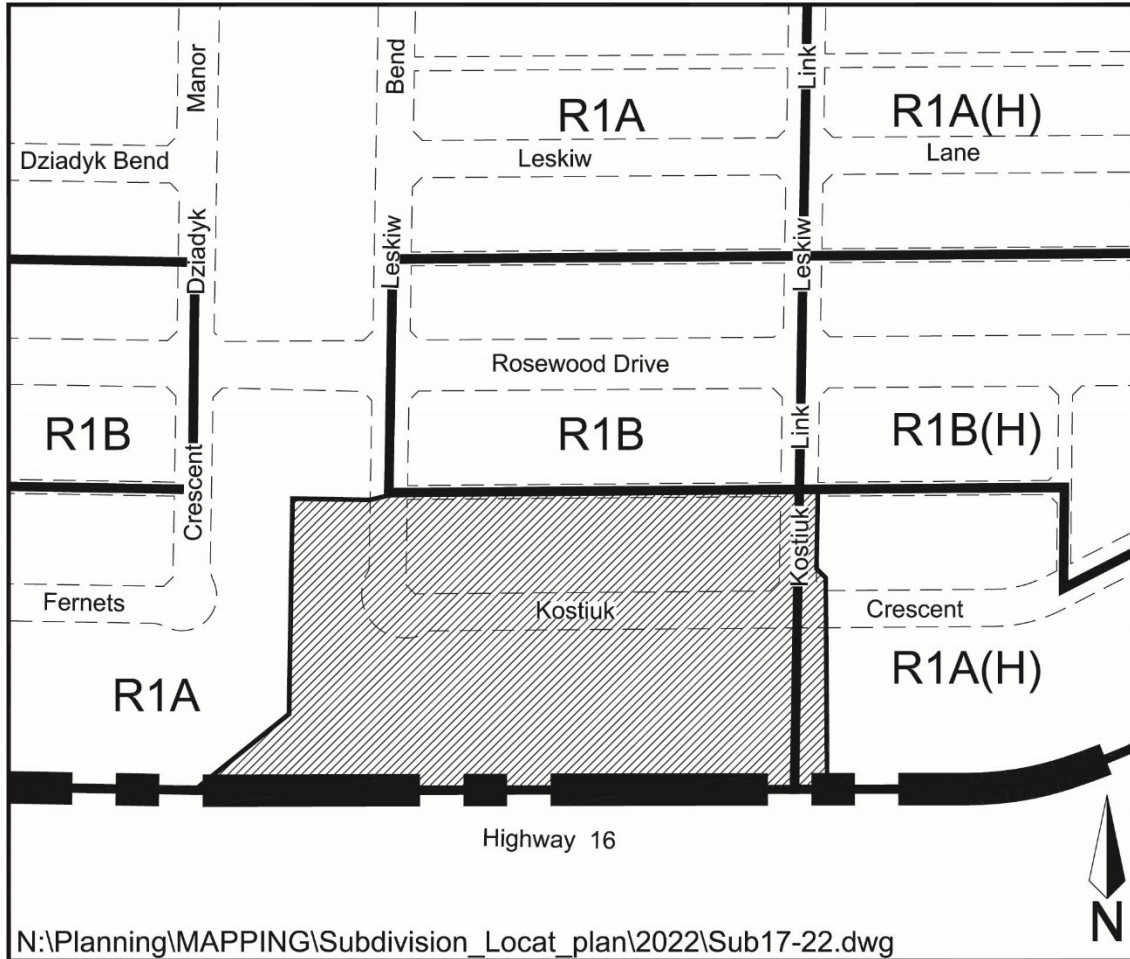 Manor
Bend
Link
R1A
R1A(H)
Dziadyk Bend
Leskiw
Lane
Dziadyk
Leskiw
Leskiw
Rosewood Drive
R1B
R1B
Link
R1B(H)
Crescent
Kostiuk
Fernets
Kostiuk
Crescent
R1A
R1A(H)
Highway 16
N
N:\Planning\MAPPING\Subdivision_Locat_plan\2022\Sub17-22.dwg